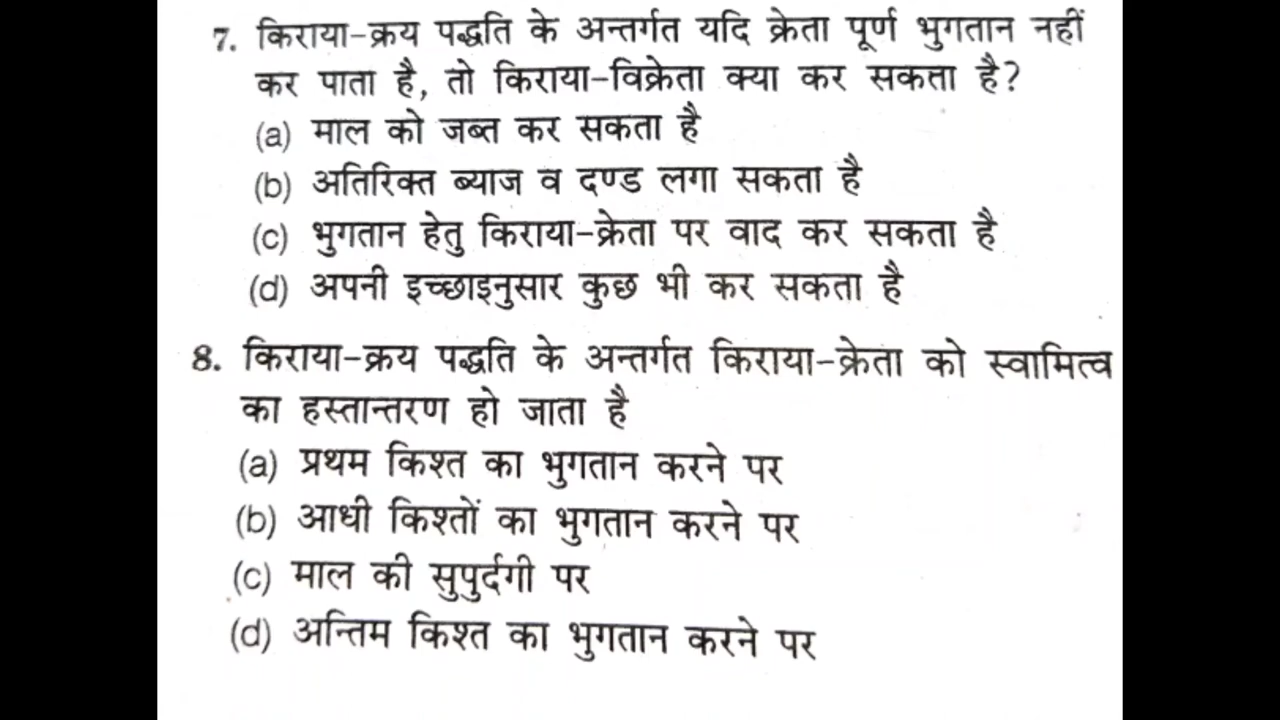 7. किराया-क्रय पद्धति के अन्तर्गत यदि क्रेता पूर्ण भुगतान नहीं
कर पाता है, तो किराया-विक्रेता क्या कर सकता है?
(a) माल को जब्त कर सकता है
(b) अतिरिक्त ब्याज व दण्ड लगा सकता है
(c) भुगतान हेतु किराया-क्रेता पर वाद कर सकता है
(d) अपनी इच्छाइनुसार कुछ भी कर सकता है
8. किराया-क्रय पद्धति के अन्तर्गत किराया-क्रेता को स्वामित्व
का हस्तान्तरण हो जाता है
(a) प्रथम किश्त का भुगतान करने पर
(b) आधी किश्तों का भुगतान करने पर
(c) माल की सुपुर्दगी पर
(d) अन्तिम किश्त का भुगतान करने पर